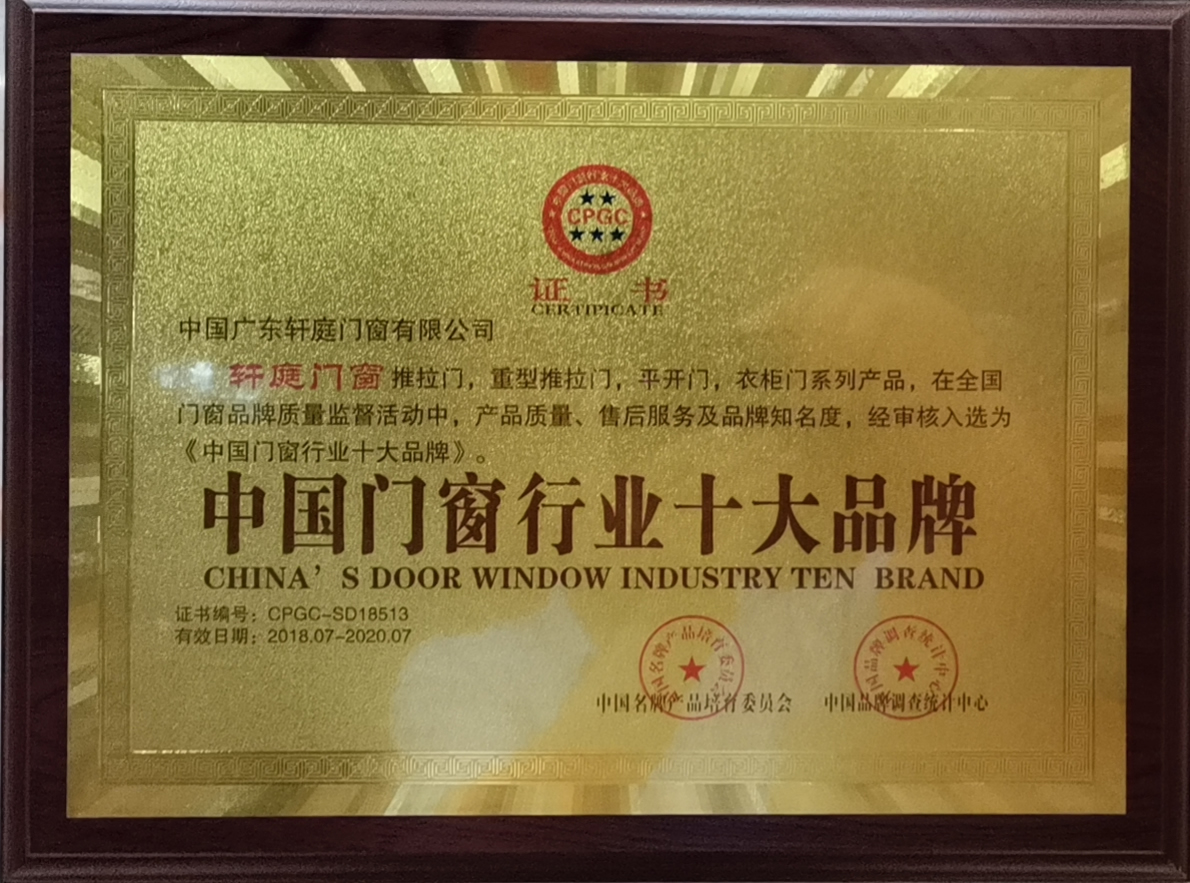 CPGC
证 书
CERTIPICATE
中国广东轩庭门窗有限公司
轩庭门窗 推拉门，重型推拉门，平开门，衣柜门系列产品，在全国
门窗品牌质量监督活动中，产品质量、售后服务及品牌知名度，经审核入选为
《中国门窗行业十大品牌》。
中国门窗行业十大品牌
CHINA'S DOOR WINDOW INDUSTRY TEN BRAND
证书编号：CPGC-SD18513
有效日期：2018.07-2020.07
中国名牌产品培育委员会 中国品牌调查统计中心